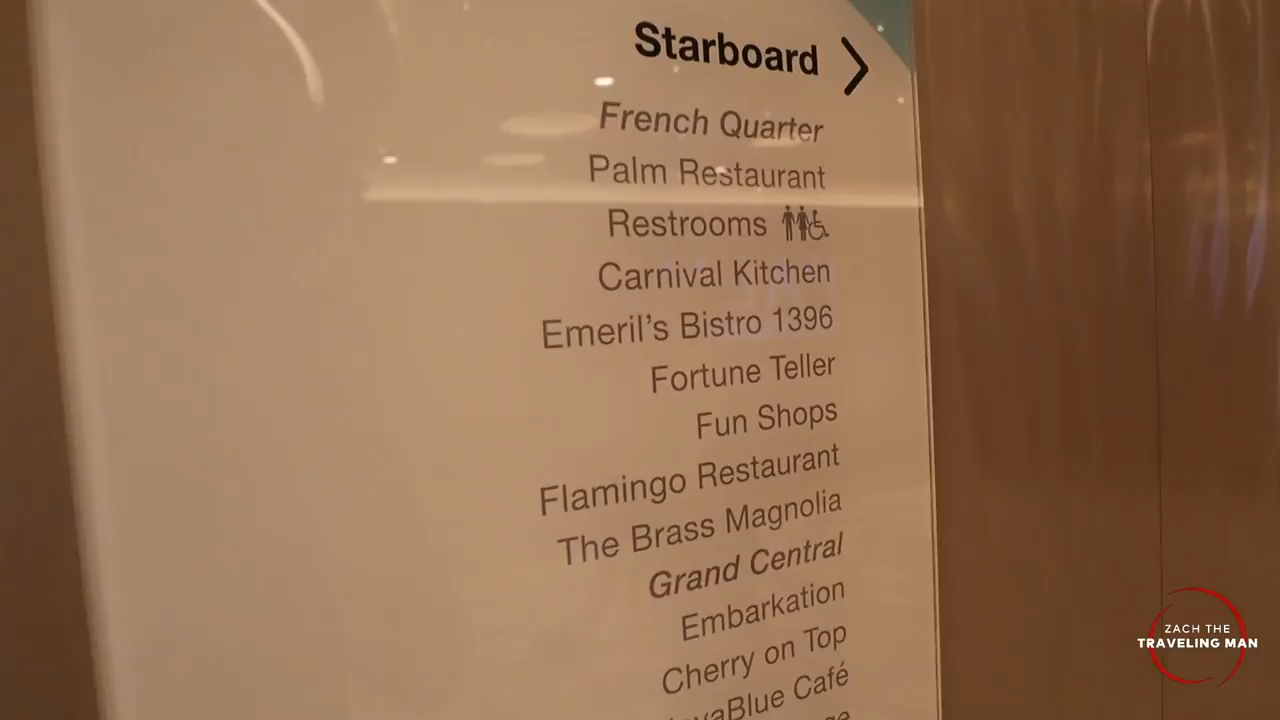 Starboard
French Quarter
Palm Restaurant
Restrooms
Carnival Kitchen
Emeril's Bistro 1396
Fortune Teller
Fun Shops
Flamingo Restaurant
The Brass Magnolia
Grand Central
Embarkation
Cherry on Top
Café
ZACH THE
TRAVELING MAN